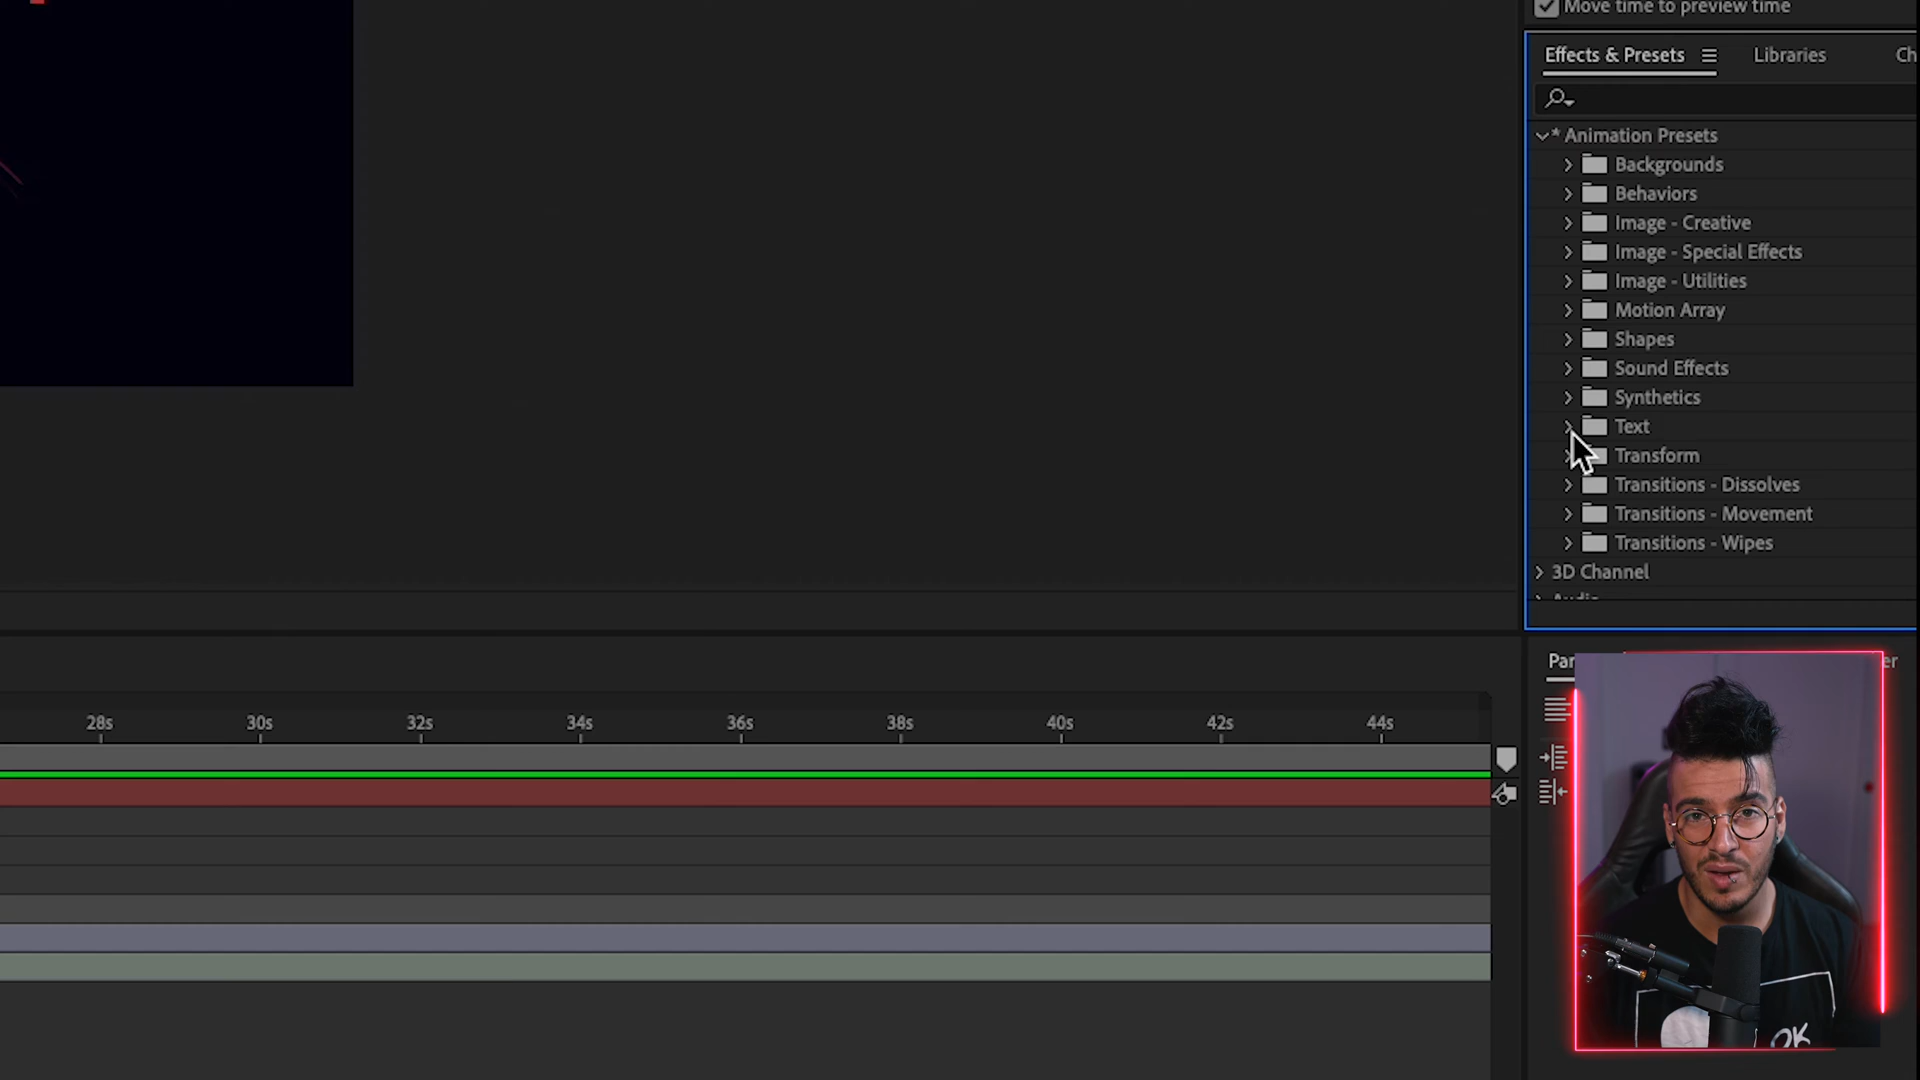 Move time to preview time
Effects & Presets
Libraries
Ch
* Animation Presets
Backgrounds
Behaviors
Image - Creative
Image - Special Effects
Image - Utilities
Motion Array
Shapes
Sound Effects
Synthetics
Text
Transform
Transitions - Dissolves
Transitions - Movement
Transitions - Wipes
3D Channel
Audio
Par
er
28s 30s 32s 34s 36s 38s 40s 42s 44s
OK